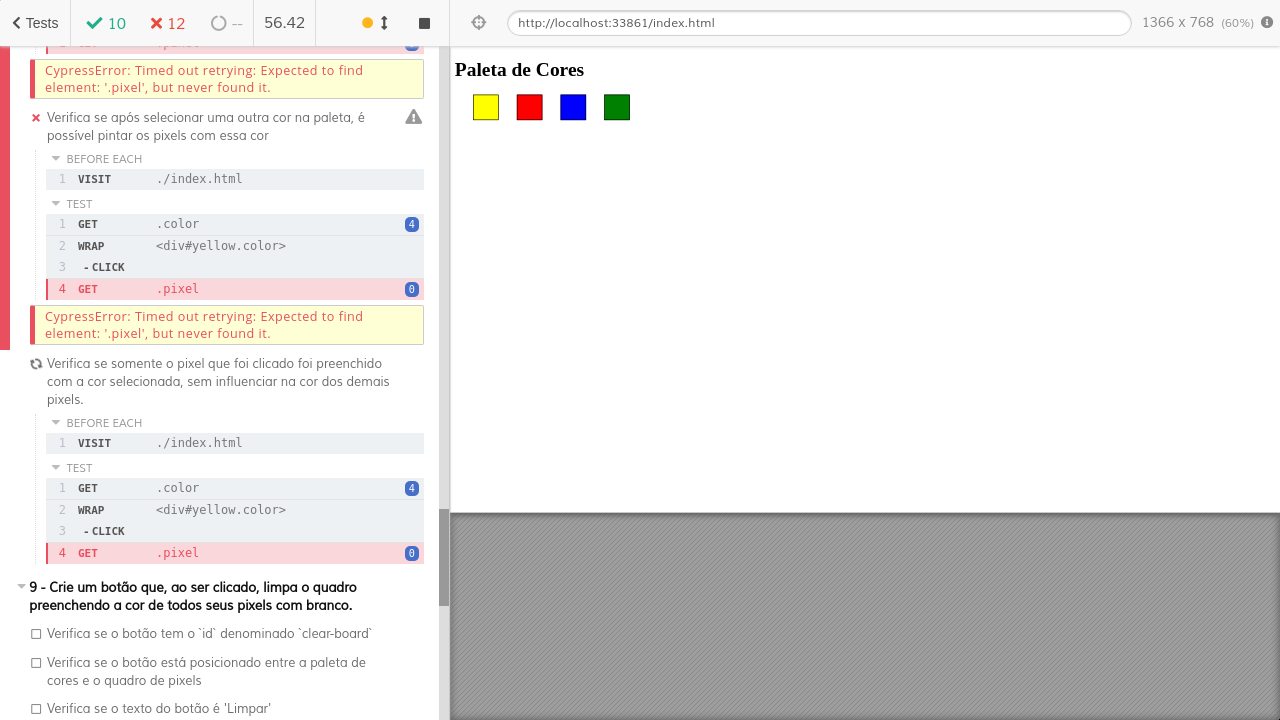 Tests 10 12 -- 56.42
http://localhost:33861/index.html 1366 x 768 (60%)
CypressError: Timed out retrying: Expected to find
element: '.pixel', but never found it.
Verifica se após selecionar uma outra cor na paleta, é
possível pintar os pixels com essa cor
BEFORE EACH
1 VISIT ./index.html
TEST
1 GET .color 4
2 WRAP <div#yellow.color>
3 - CLICK
4 GET .pixel 0
CypressError: Timed out retrying: Expected to find
element: '.pixel', but never found it.
Verifica se somente o pixel que foi clicado foi preenchido
com a cor selecionada, sem influenciar na cor dos demais
pixels.
BEFORE EACH
1 VISIT ./index.html
TEST
1 GET .color 4
2 WRAP <div#yellow.color>
3 - CLICK
4 GET .pixel 0
9 - Crie um botão que, ao ser clicado, limpa o quadro
preenchendo a cor de todos seus pixels com branco.
Verifica se o botão tem o `id` denominado `clear-board`
Verifica se o botão está posicionado entre a paleta de
cores e o quadro de pixels
Verifica se o texto do botão é 'Limpar'
Paleta de Cores